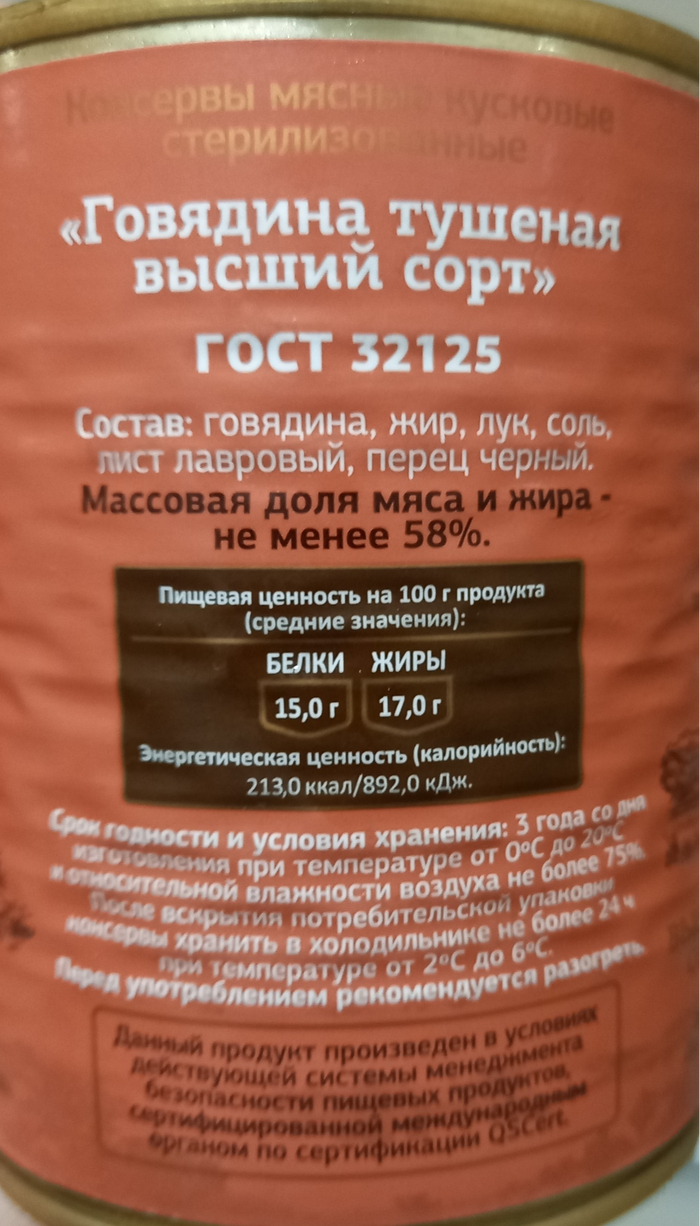 Консервы мясные кусковые
стерилизованные
«Говядина тушеная
высший сорт»
ГОСТ 32125
Состав: говядина, жир, лук, соль,
лист лавровый, перец черный.
Массовая доля мяса и жира -
не менее 58%.
Пищевая ценность на 100 г продукта
(средние значения):
БЕЛКИ ЖИРЫ
15,0 г 17,0 г
Энергетическая ценность (калорийность):
213,0 ккал/892,0 кДж.
Срок годности и условия хранения: 3 года со дня
изготовления при температуре от 0°С до 20°С
и относительной влажности воздуха не более 75%.
После вскрытия потребительской упаковки
консервы хранить в холодильнике не более 24 ч
при температуре от 2°С до 6°С.
Перед употреблением рекомендуется разогреть.
Данный продукт произведен в условиях
действующей системы менеджмента
безопасности пищевых продуктов,
сертифицированной международным
органом по сертификации QSCert.